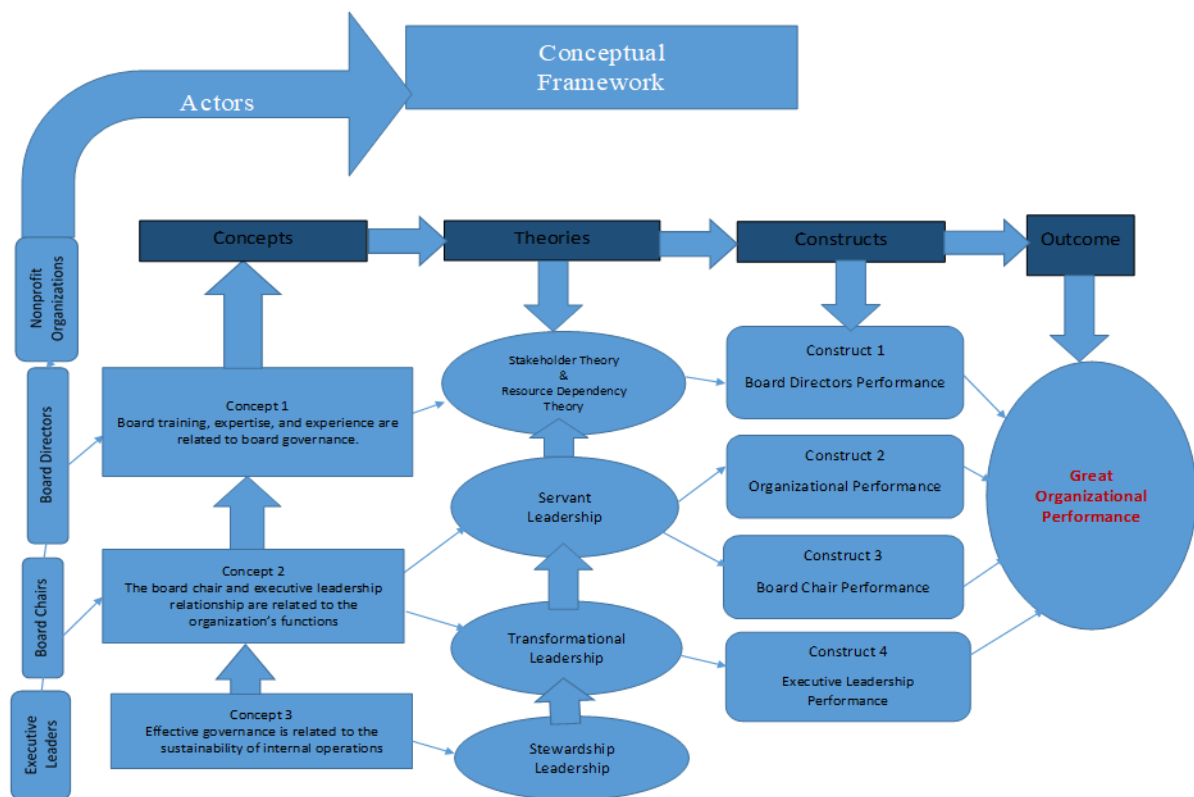 Conceptual
Framework
Actors
Concepts
Theories
Constructs
Outcome
Nonprofit
Organizations
Board Directors
Board Chairs
Executive
Leaders
Concept 1
Board training, expertise, and experience are
related to board governance.
Concept 2
The board chair and executive leadership
relationship are related to the
organization's functions
Concept 3
Effective governance is related to the
sustainability of internal operations
Stakeholder Theory
&
Resource Dependency
Theory
Servant
Leadership
Transformational
Leadership
Stewardship
Leadership
Construct 1
Board Directors Performance
Construct 2
Organizational Performance
Construct 3
Board Chair Performance
Construct 4
Executive Leadership
Performance
Great
Organizational
Performance